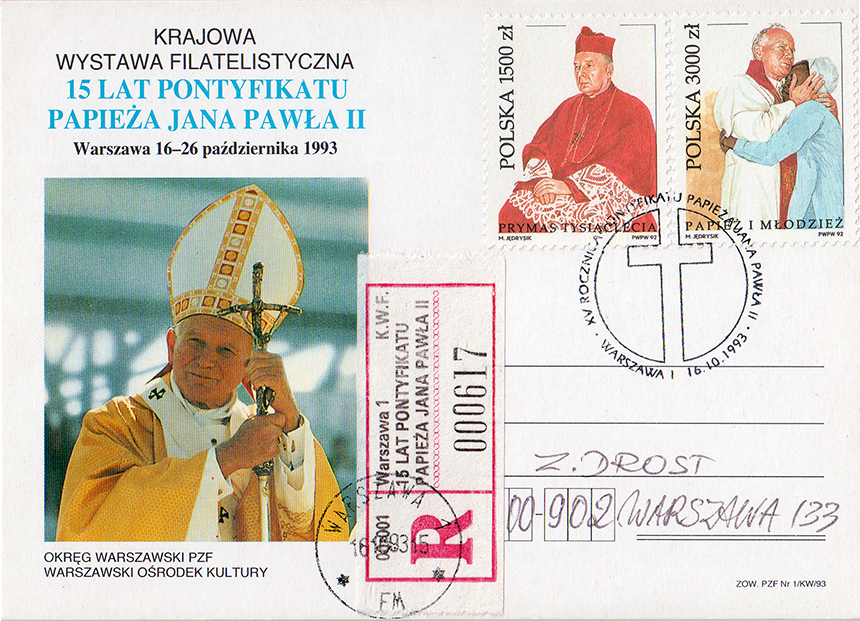 KRAJOWA
WYSTAWA FILATELISTYCZNA
15 LAT PONTYFIKATU
PAPIEŻA JANA PAWŁA II
Warszawa 16–26 października 1993
OKRĘG WARSZAWSKI PZF
WARSZAWSKI OŚRODEK KULTURY
POLSKA 1500 zł
PRYMAS TYSIĄCLECIA
M. JĘDRYSIK PWPW 92
POLSKA 3000 zł
PAPIEŻ I MŁODZIEŻ
M. JĘDRYSIK PWPW 92
XV ROCZNICA PONTYFIKATU PAPIEŻA JANA PAWŁA II
WARSZAWA 1 16.10.1993
Warszawa 1 K.W.F.
15 LAT PONTYFIKATU
PAPIEŻA JANA PAWŁA II
000617
R
WARSZAWA 1
FM
Z. DROST
00-902 WARSZAWA 133
ZOW. PZF Nr 1/KW/93